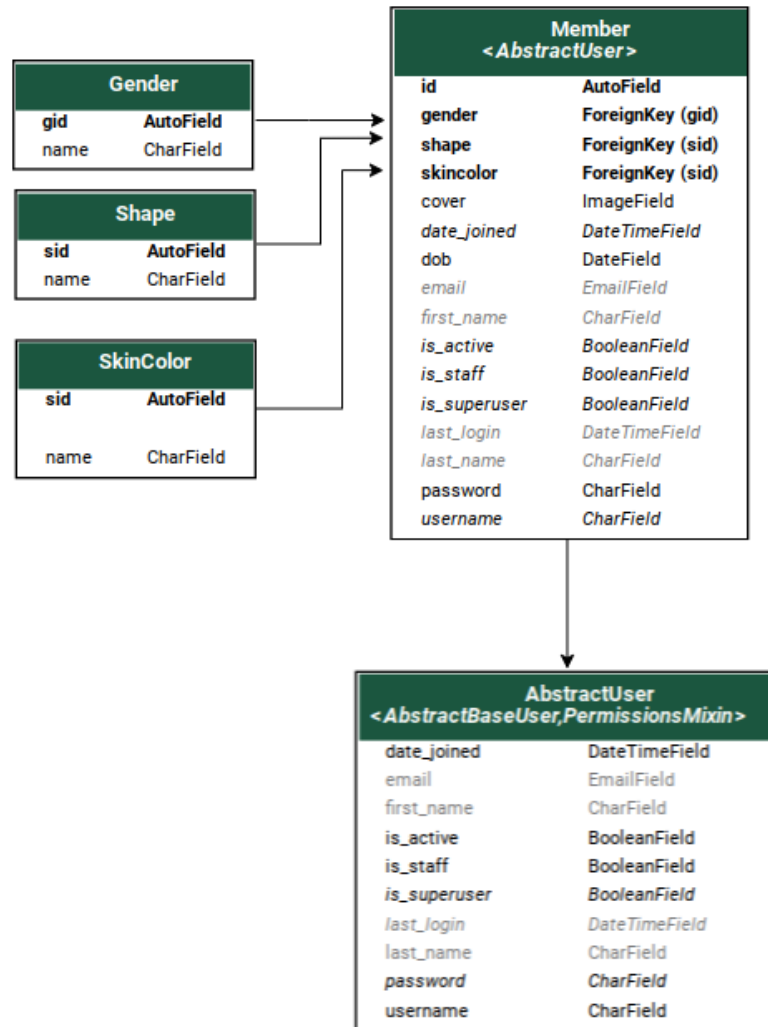 Gender
gid AutoField
name CharField
Shape
sid AutoField
name CharField
SkinColor
sid AutoField
name CharField
Member
<AbstractUser>
id AutoField
gender ForeignKey (gid)
shape ForeignKey (sid)
skincolor ForeignKey (sid)
cover ImageField
date_joined DateTimeField
dob DateField
email EmailField
first_name CharField
is_active BooleanField
is_staff BooleanField
is_superuser BooleanField
last_login DateTimeField
last_name CharField
password CharField
username CharField
AbstractUser
<AbstractBaseUser,PermissionsMixin>
date_joined DateTimeField
email EmailField
first_name CharField
is_active BooleanField
is_staff BooleanField
is_superuser BooleanField
last_login DateTimeField
last_name CharField
password CharField
username CharField